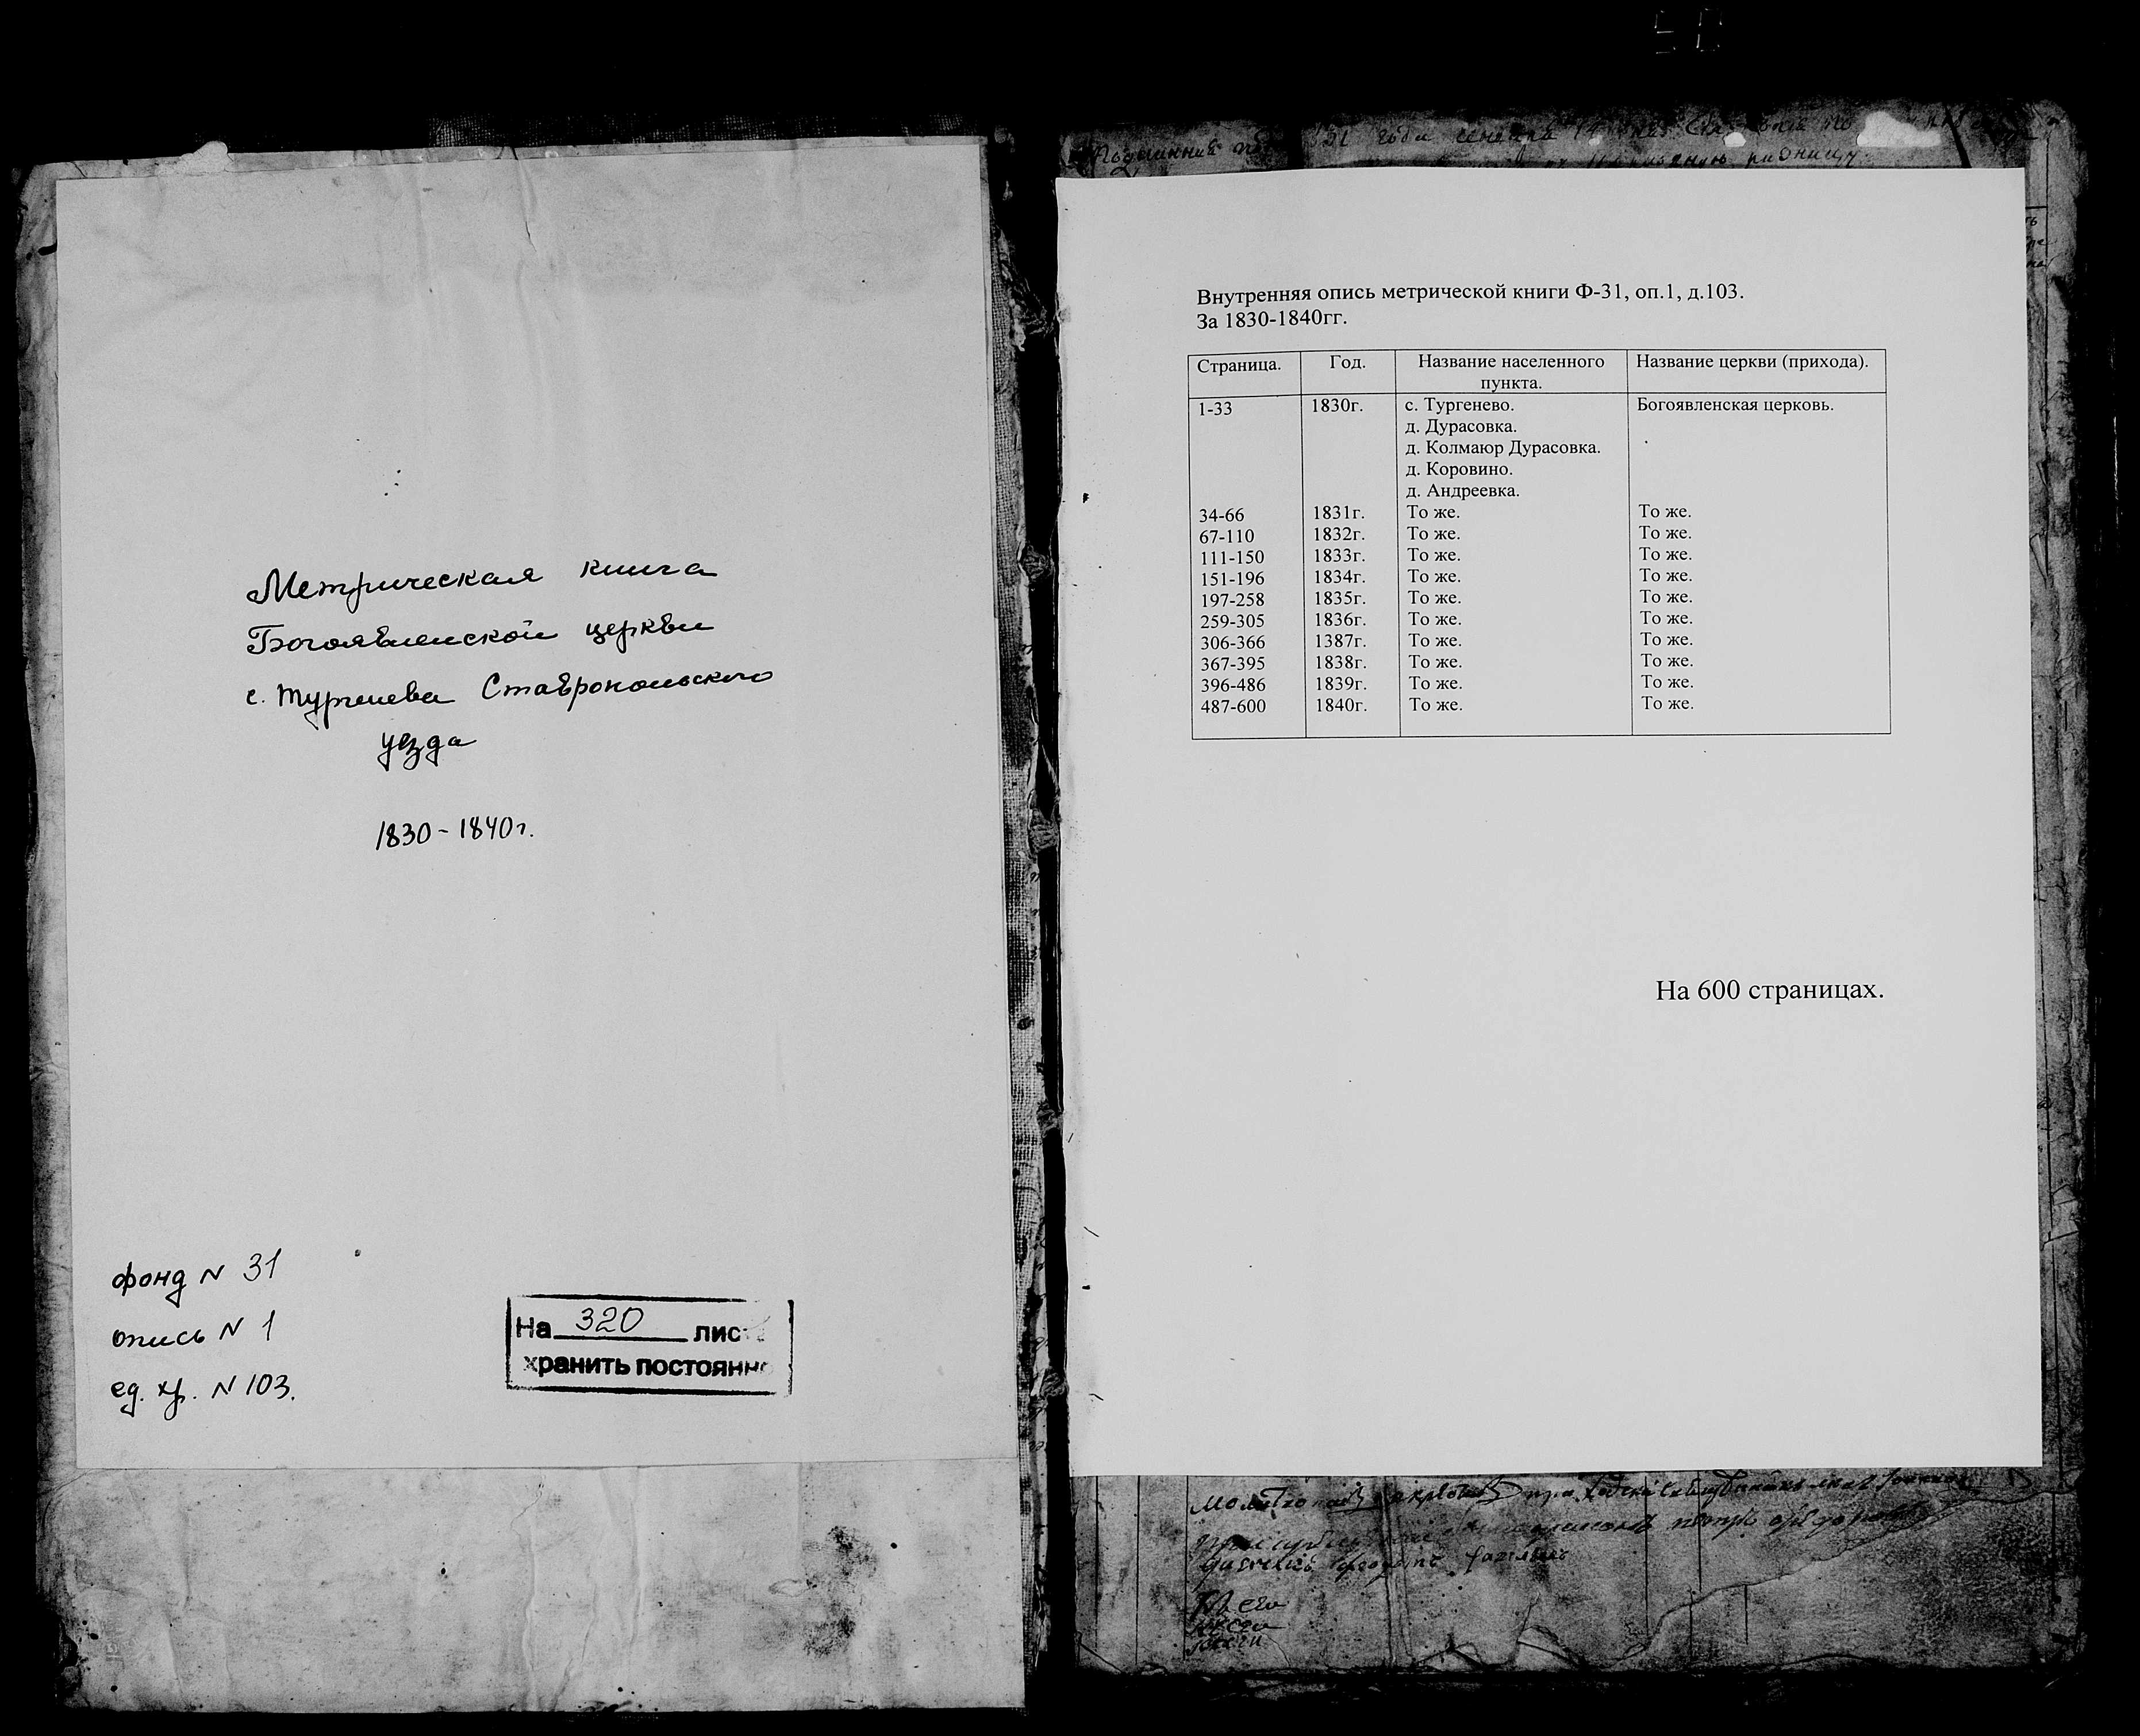 Метрическая книга
Богоявленской церкви
с. Тургенева Ставропольского
уезда
1830-1840г.
фонд N 31
опись N 1
ед. хр. N 103.
На 320 лис
хранить постоянно
Внутренняя опись метрической книги Ф-31, оп.1, д.103.
За 1830-1840гг.
Страница. Год. Название населенного пункта. Название церкви (прихода).
1-33 1830г. с. Тургенево. Богоявленская церковь.
д. Дурасовка.
д. Колмаюр Дурасовка.
д. Коровино.
д. Андреевка.
34-66 1831г. То же. То же.
67-110 1832г. То же. То же.
111-150 1833г. То же. То же.
151-196 1834г. То же. То же.
197-258 1835г. То же. То же.
259-305 1836г. То же. То же.
306-366 1387г. То же. То же.
367-395 1838г. То же. То же.
396-486 1839г. То же. То же.
487-600 1840г. То же. То же.
На 600 страницах.